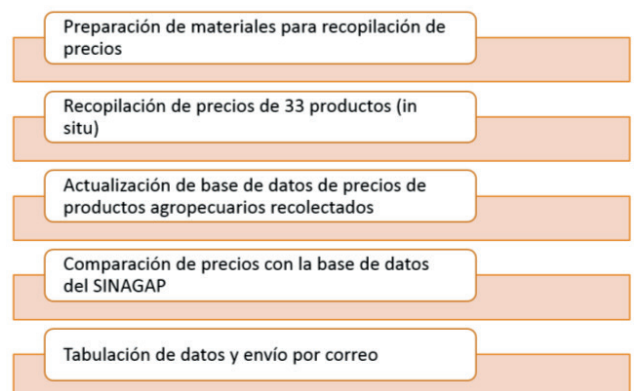 Preparación de materiales para recopilación de
precios
Recopilación de precios de 33 productos (in
situ)
Actualización de base de datos de precios de
productos agropecuarios recolectados
Comparación de precios con la base de datos
del SINAGAP
Tabulación de datos y envío por correo